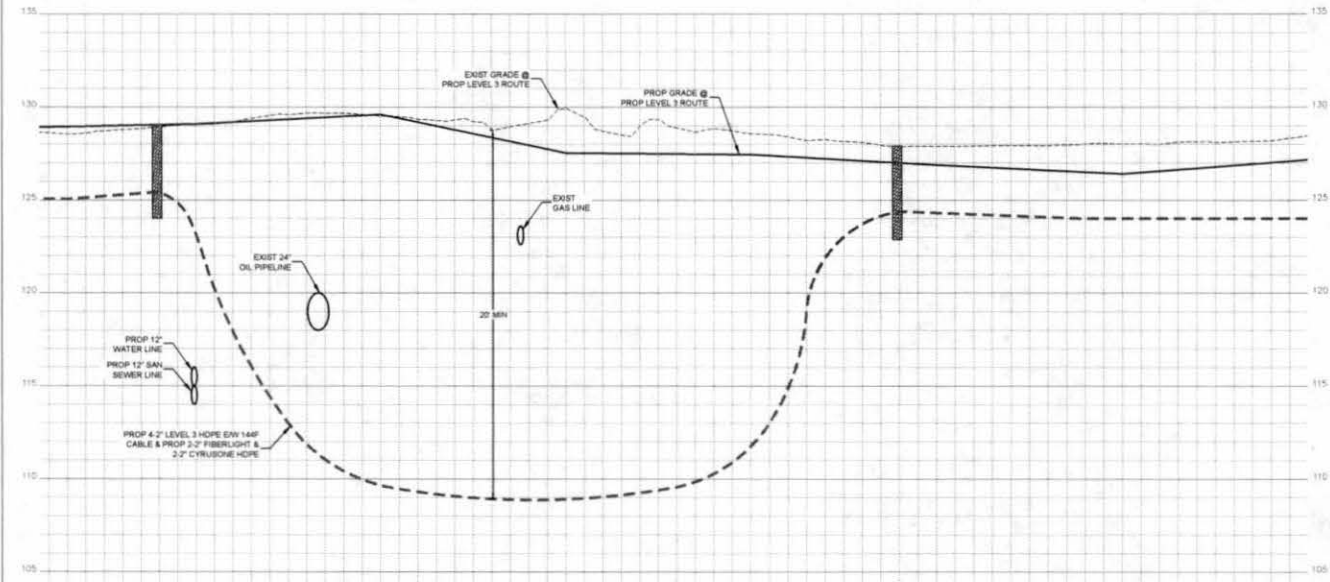 135
135
EXIST GRADE @
PROP LEVEL 3 ROUTE
PROP GRADE @
PROP LEVEL 3 ROUTE
130
130
125
125
EXIST
GAS LINE
EXIST 24"
OIL PIPELINE
120
120
20' MIN
PROP 12"
WATER LINE
PROP 12" SAN
SEWER LINE
115
115
PROP 4-2" LEVEL 3 HDPE E/W 144F
CABLE & PROP 2-2" FIBERLIGHT &
2-2" CYRUSONE HDPE
110
110
105
105